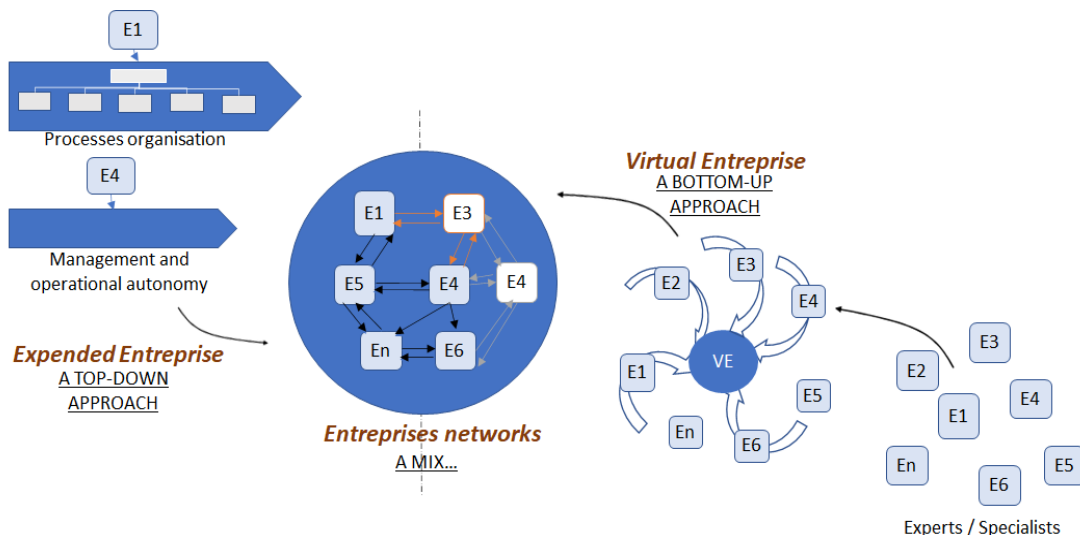 E1
Processes organisation
E4
Management and
operational autonomy
Expended Entreprise
A TOP-DOWN
APPROACH
E1
E3
E5
E4
E4
En
E6
Entreprises networks
A MIX...
Virtual Entreprise
A BOTTOM-UP
APPROACH
E2
E3
E4
VE
E1
E5
En
E6
E3
E2
E4
E1
En
E5
E6
Experts / Specialists